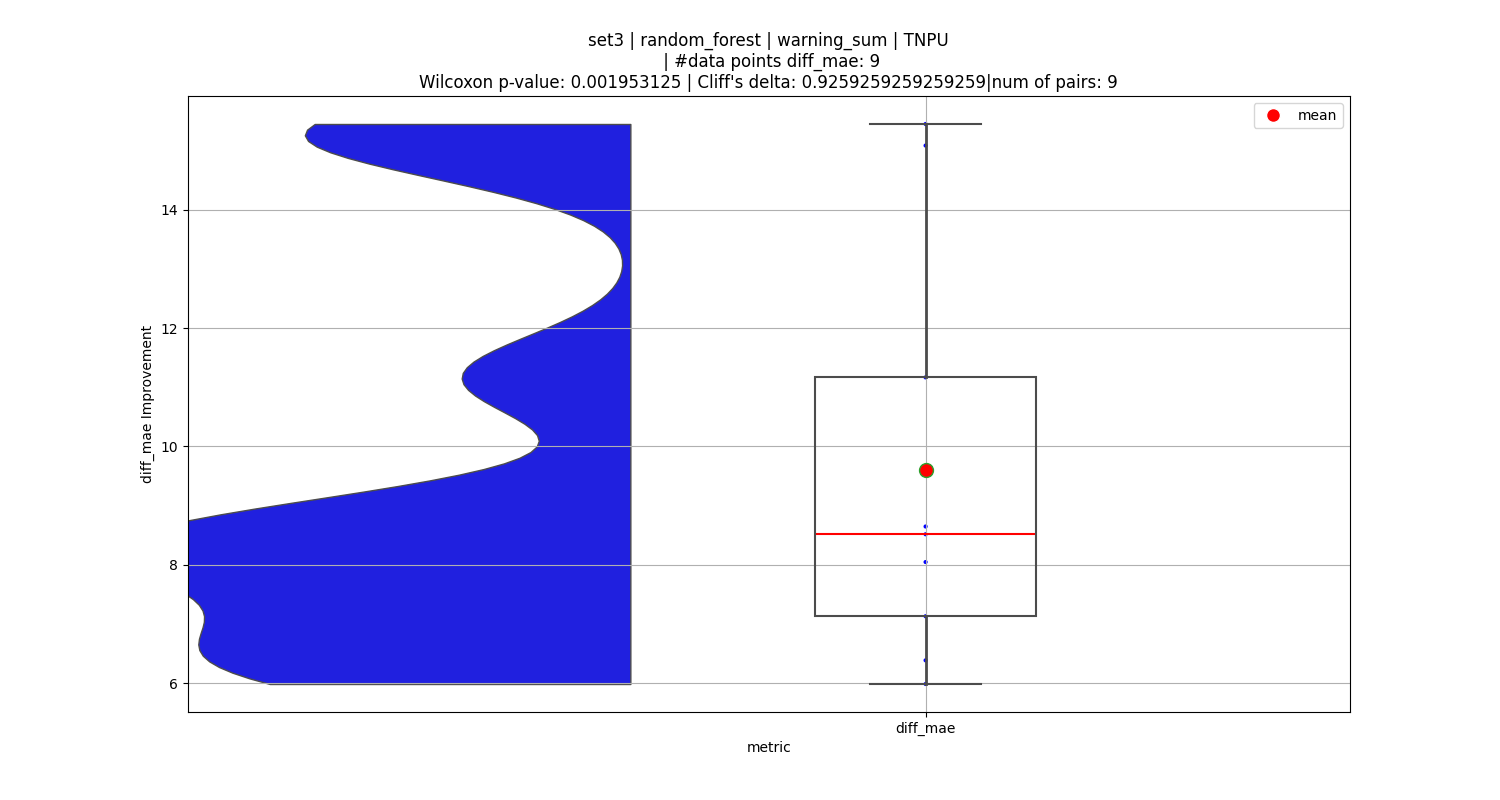 set3 | random_forest | warning_sum | TNPU
| #data points diff_mae: 9
Wilcoxon p-value: 0.001953125 | Cliff's delta: 0.9259259259259259|num of pairs: 9
mean
14
12
10
8
6
diff_mae Improvement
diff_mae
metric